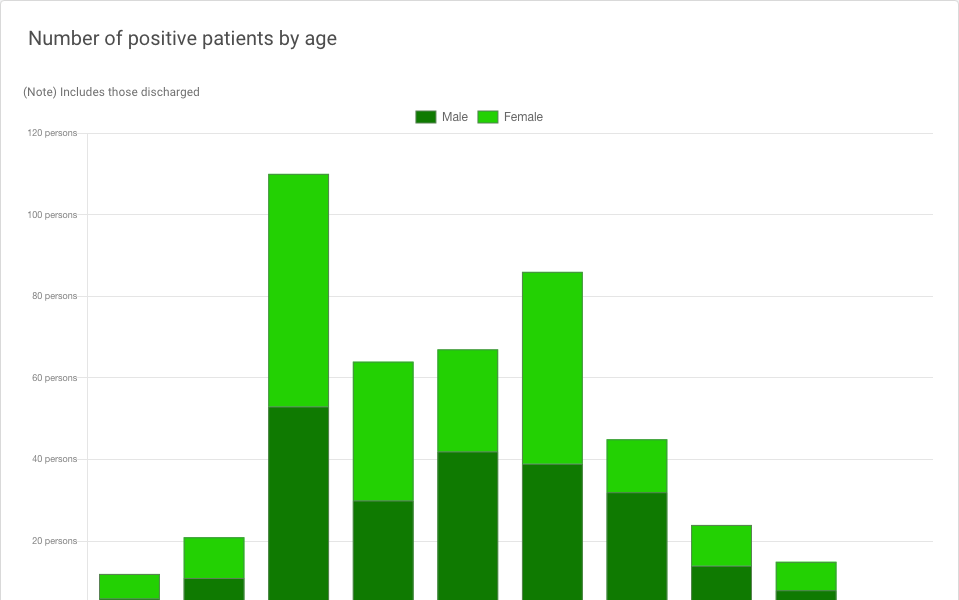 Number of positive patients by age
(Note) Includes those discharged
Male Female
120 persons
100 persons
80 persons
60 persons
40 persons
20 persons